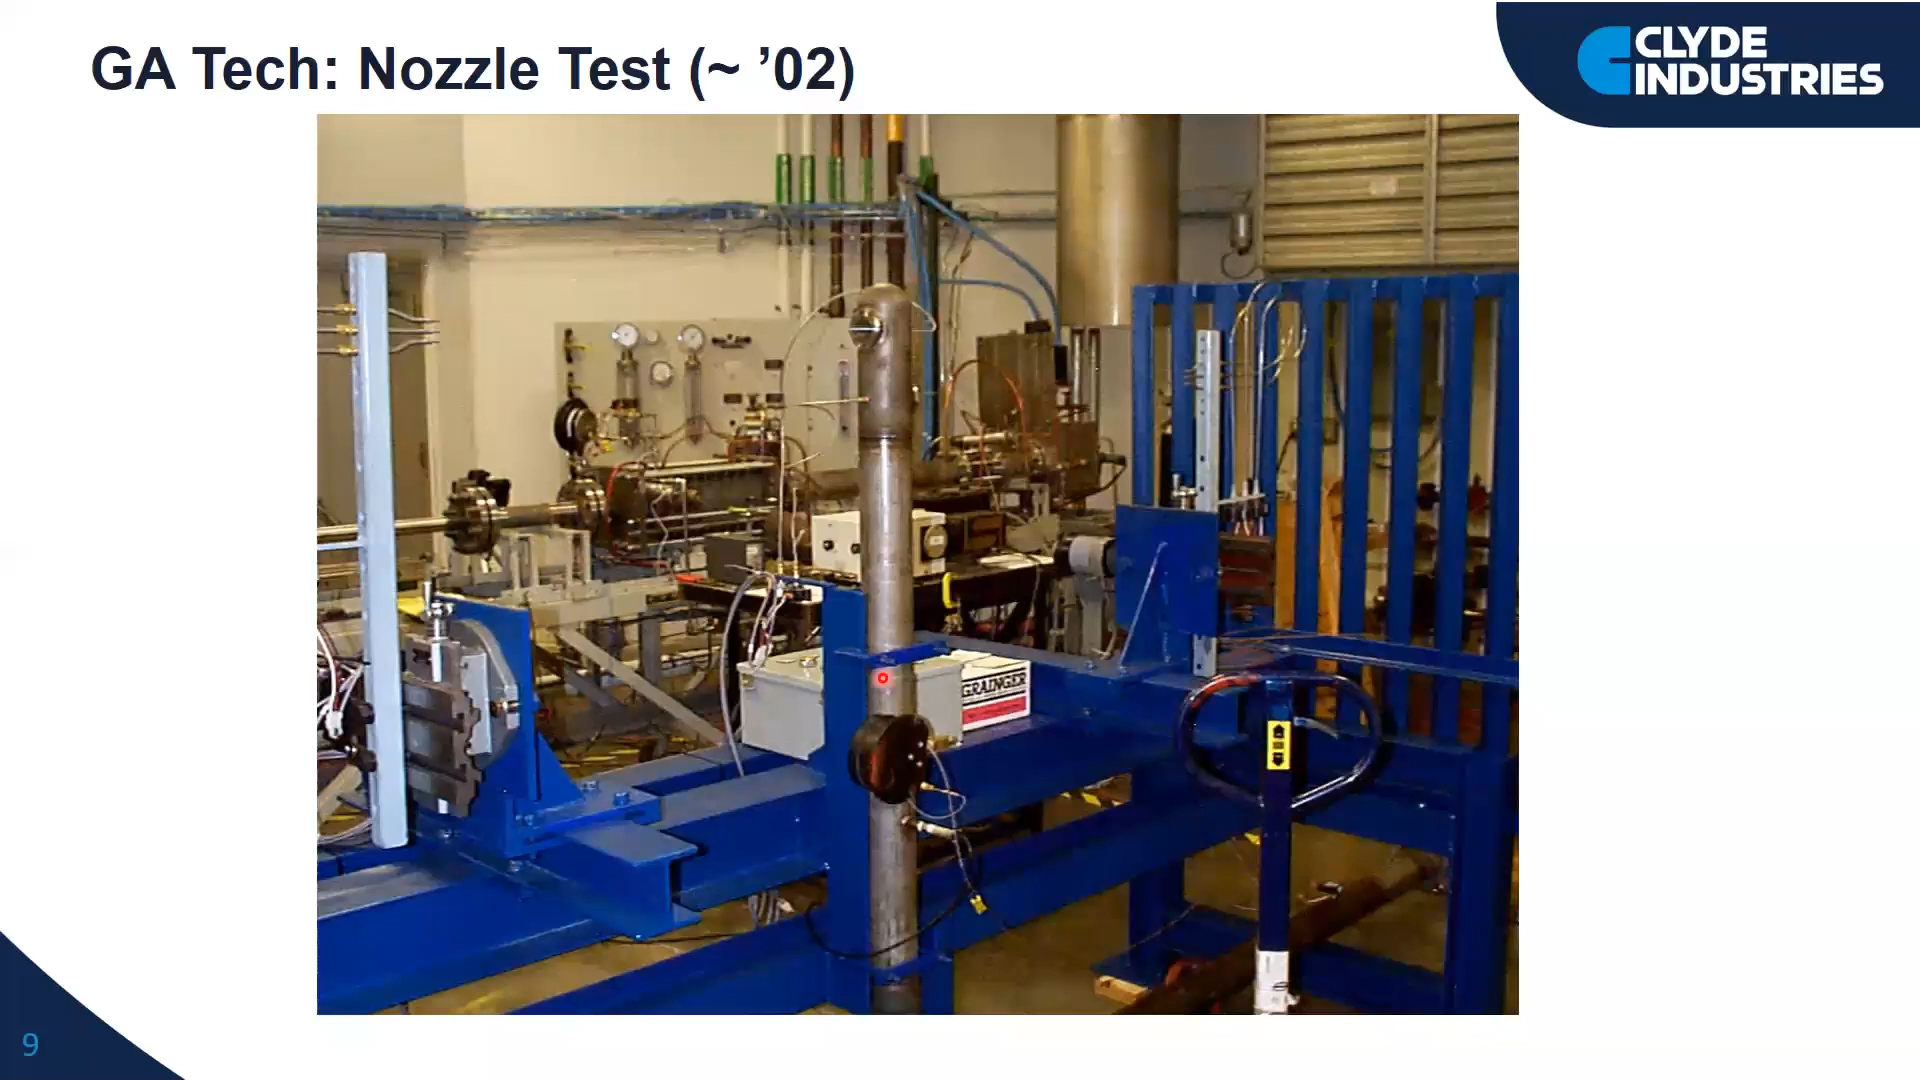 GA Tech: Nozzle Test (~ ’02)
CLYDE
INDUSTRIES
GRAINGER
9